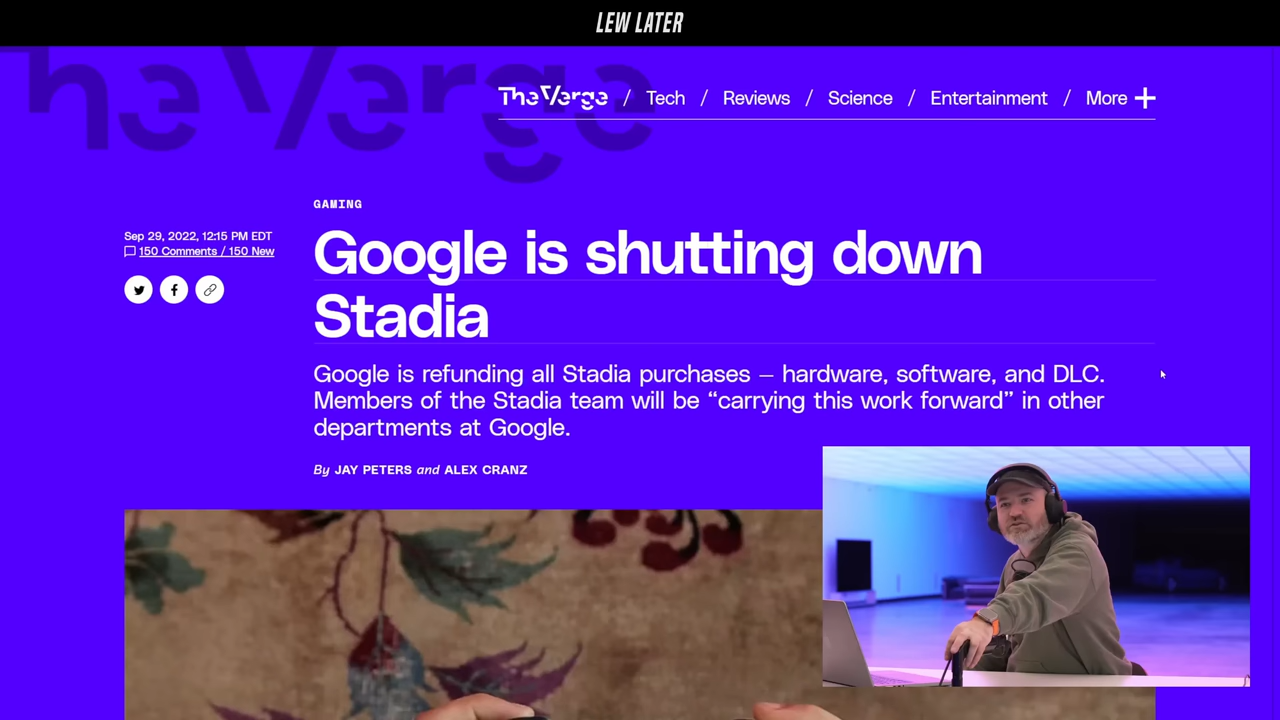 LEW LATER
The Verge
The Verge / Tech / Reviews / Science / Entertainment / More +
GAMING
Sep 29, 2022, 12:15 PM EDT
150 Comments / 150 New
Google is shutting down
Stadia
Google is refunding all Stadia purchases — hardware, software, and DLC.
Members of the Stadia team will be “carrying this work forward” in other
departments at Google.
By JAY PETERS and ALEX CRANZ